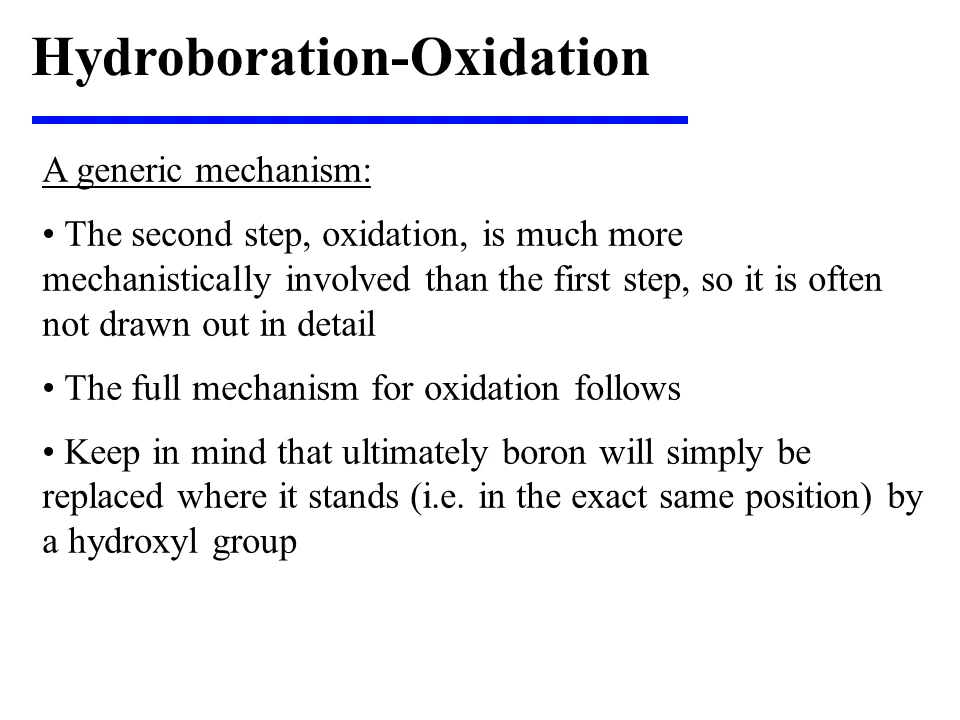 Hydroboration-Oxidation
A generic mechanism:
• The second step, oxidation, is much more
mechanistically involved than the first step, so it is often
not drawn out in detail
• The full mechanism for oxidation follows
• Keep in mind that ultimately boron will simply be
replaced where it stands (i.e. in the exact same position) by
a hydroxyl group